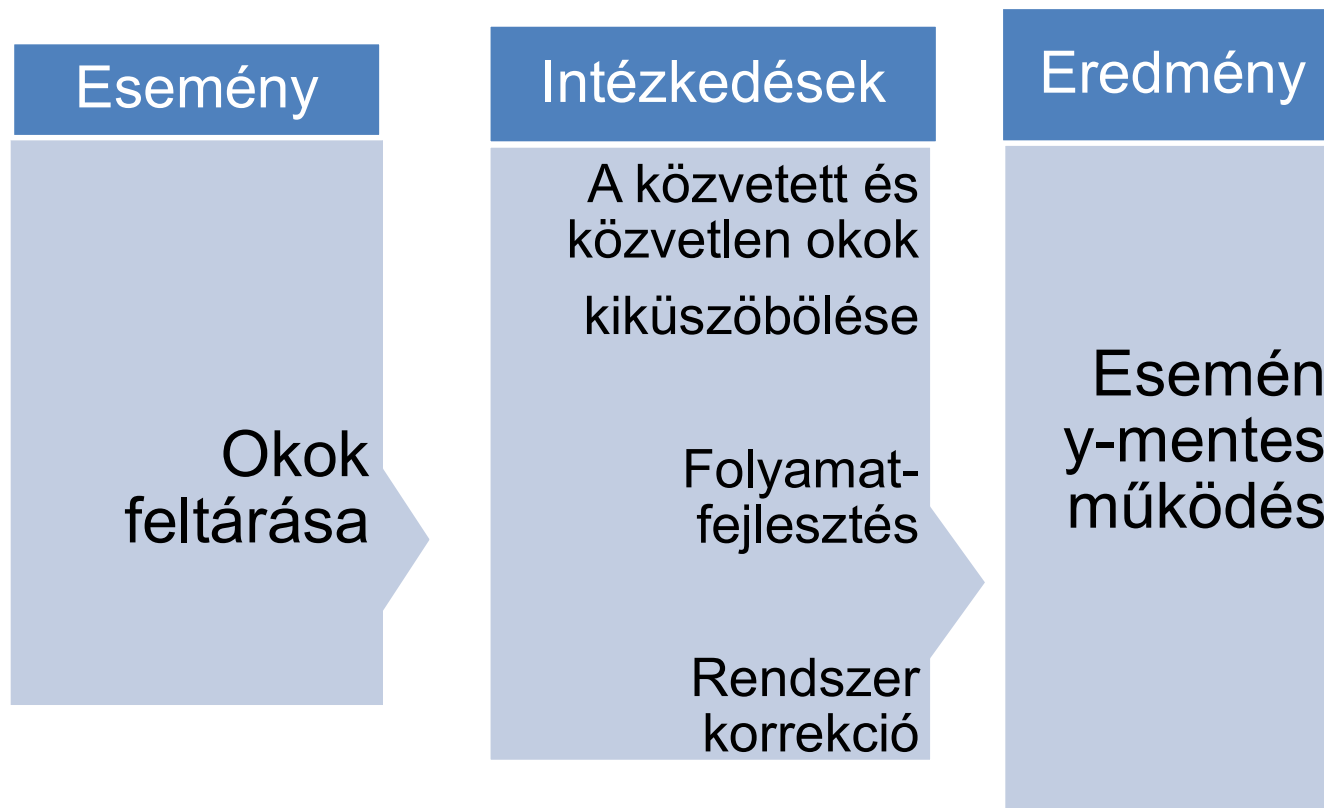 Esemény
Okok
feltárása
Intézkedések
A közvetett és
közvetlen okok
kiküszöbölése
Folyamat-
fejlesztés
Rendszer
korrekció
Eredmény
Esemén
y-mentes
működés